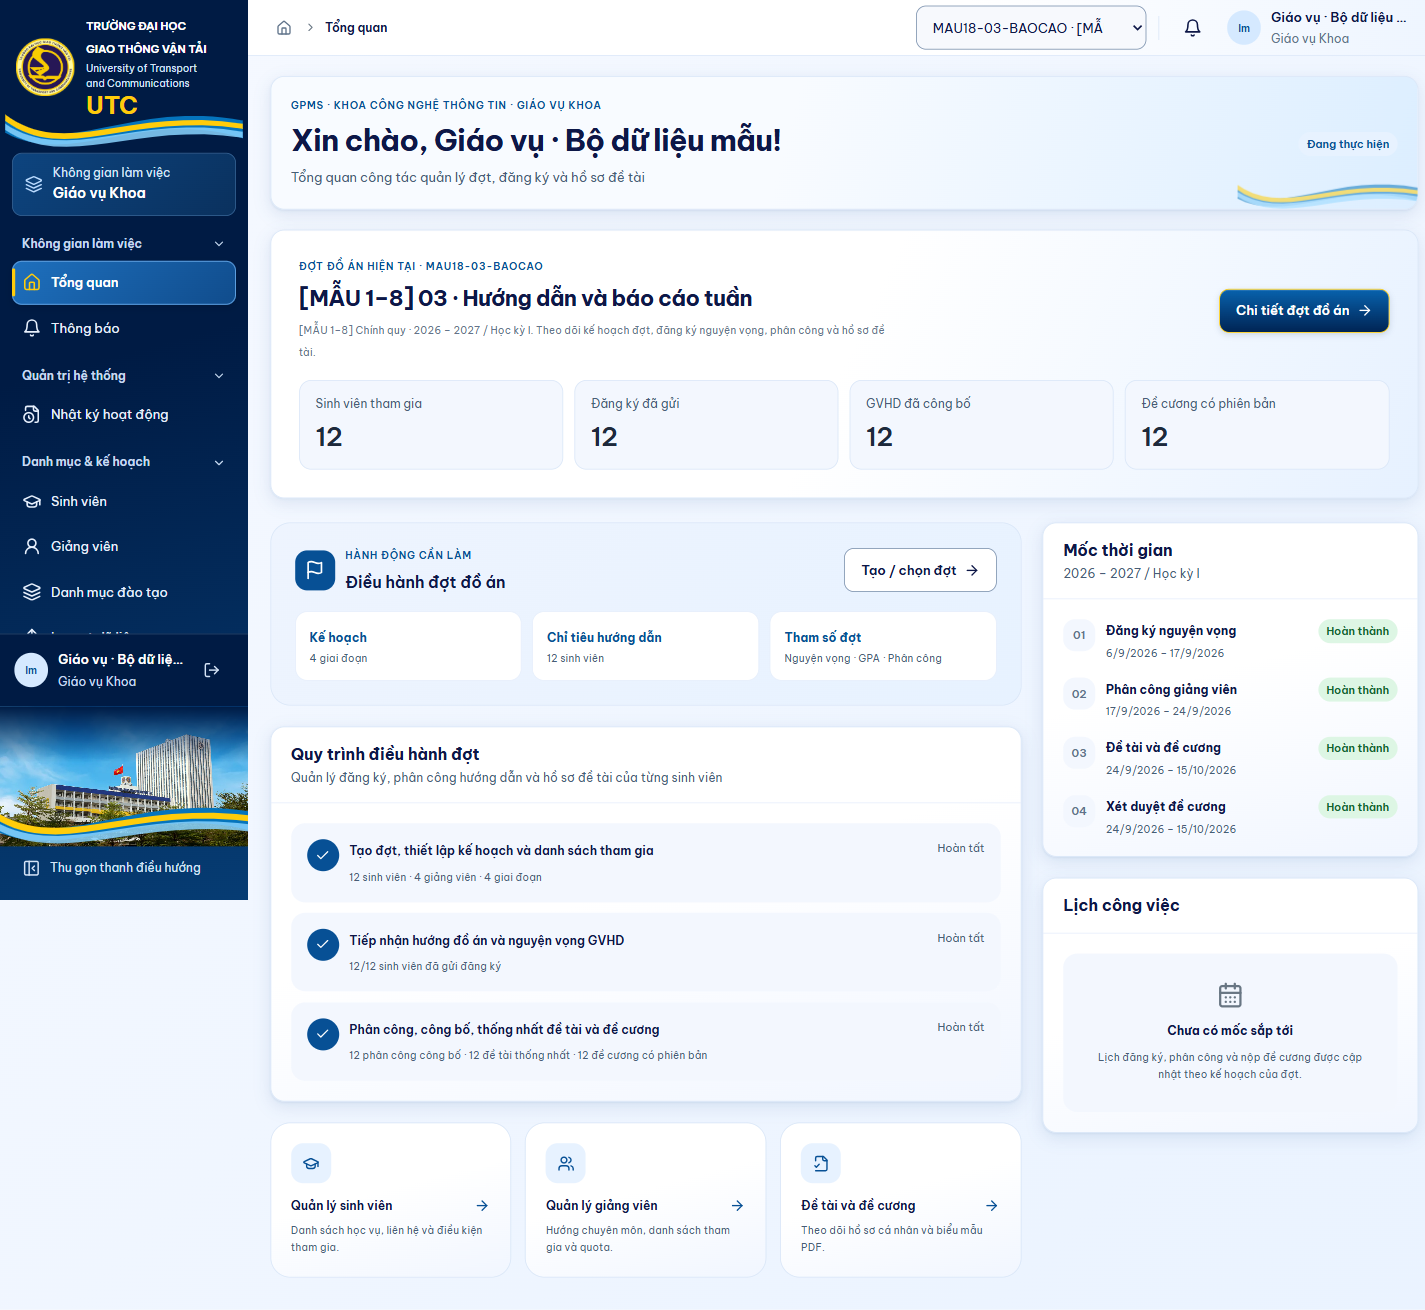 TRƯỜNG ĐẠI HỌC
GIAO THÔNG VẬN TẢI
University of Transport
and Communications
UTC
Không gian làm việc
Giáo vụ Khoa
Không gian làm việc
Tổng quan
Thông báo
Quản trị hệ thống
Nhật ký hoạt động
Danh mục & kế hoạch
Sinh viên
Giảng viên
Danh mục đào tạo
Im
Giáo vụ · Bộ dữ liệ...
Giáo vụ Khoa
Thu gọn thanh điều hướng
Tổng quan
MAU18-03-BAOCAO · [MẪ
Im
Giáo vụ · Bộ dữ liệu ...
Giáo vụ Khoa
GPMS · KHOA CÔNG NGHỆ THÔNG TIN · GIÁO VỤ KHOA
Xin chào, Giáo vụ · Bộ dữ liệu mẫu!
Tổng quan công tác quản lý đợt, đăng ký và hồ sơ đề tài
Đang thực hiện
ĐỢT ĐỒ ÁN HIỆN TẠI · MAU18-03-BAOCAO
[MẪU 1–8] 03 · Hướng dẫn và báo cáo tuần
[MẪU 1–8] Chính quy · 2026 – 2027 / Học kỳ I. Theo dõi kế hoạch đợt, đăng ký nguyện vọng, phân công và hồ sơ đề
tài.
Chi tiết đợt đồ án
Sinh viên tham gia
12
Đăng ký đã gửi
12
GVHD đã công bố
12
Đề cương có phiên bản
12
HÀNH ĐỘNG CẦN LÀM
Điều hành đợt đồ án
Tạo / chọn đợt
Kế hoạch
4 giai đoạn
Chỉ tiêu hướng dẫn
12 sinh viên
Tham số đợt
Nguyện vọng · GPA · Phân công
Quy trình điều hành đợt
Quản lý đăng ký, phân công hướng dẫn và hồ sơ đề tài của từng sinh viên
Tạo đợt, thiết lập kế hoạch và danh sách tham gia
12 sinh viên · 4 giảng viên · 4 giai đoạn
Hoàn tất
Tiếp nhận hướng đồ án và nguyện vọng GVHD
12/12 sinh viên đã gửi đăng ký
Hoàn tất
Phân công, công bố, thống nhất đề tài và đề cương
12 phân công công bố · 12 đề tài thống nhất · 12 đề cương có phiên bản
Hoàn tất
Quản lý sinh viên
Danh sách học vụ, liên hệ và điều kiện
tham gia.
Quản lý giảng viên
Hướng chuyên môn, danh sách tham
gia và quota.
Đề tài và đề cương
Theo dõi hồ sơ cá nhân và biểu mẫu
PDF.
Mốc thời gian
2026 – 2027 / Học kỳ I
01
Đăng ký nguyện vọng
6/9/2026 – 17/9/2026
Hoàn thành
02
Phân công giảng viên
17/9/2026 – 24/9/2026
Hoàn thành
03
Đề tài và đề cương
24/9/2026 – 15/10/2026
Hoàn thành
04
Xét duyệt đề cương
24/9/2026 – 15/10/2026
Hoàn thành
Lịch công việc
Chưa có mốc sắp tới
Lịch đăng ký, phân công và nộp đề cương được cập
nhật theo kế hoạch của đợt.